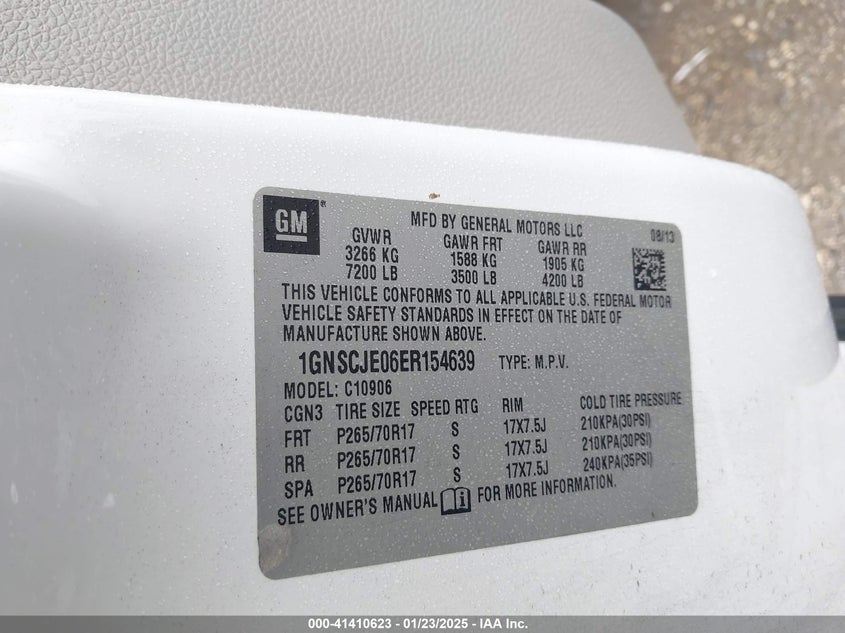 GM®
MFD BY GENERAL MOTORS LLC
08/13
GVWR GAWR FRT GAWR RR
3266 KG 1588 KG 1905 KG
7200 LB 3500 LB 4200 LB
THIS VEHICLE CONFORMS TO ALL APPLICABLE U.S. FEDERAL MOTOR
VEHICLE SAFETY STANDARDS IN EFFECT ON THE DATE OF
MANUFACTURE SHOWN ABOVE.
1GNSCJE06ER154639 TYPE: M.P.V.
MODEL: C10906
CGN3 TIRE SIZE SPEED RTG RIM COLD TIRE PRESSURE
FRT P265/70R17 S 17X7.5J 210KPA(30PSI)
RR P265/70R17 S 17X7.5J 210KPA(30PSI)
SPA P265/70R17 S 17X7.5J 240KPA(35PSI)
SEE OWNER'S MANUAL FOR MORE INFORMATION.
000-41410623 - 01/23/2025 - IAA Inc.